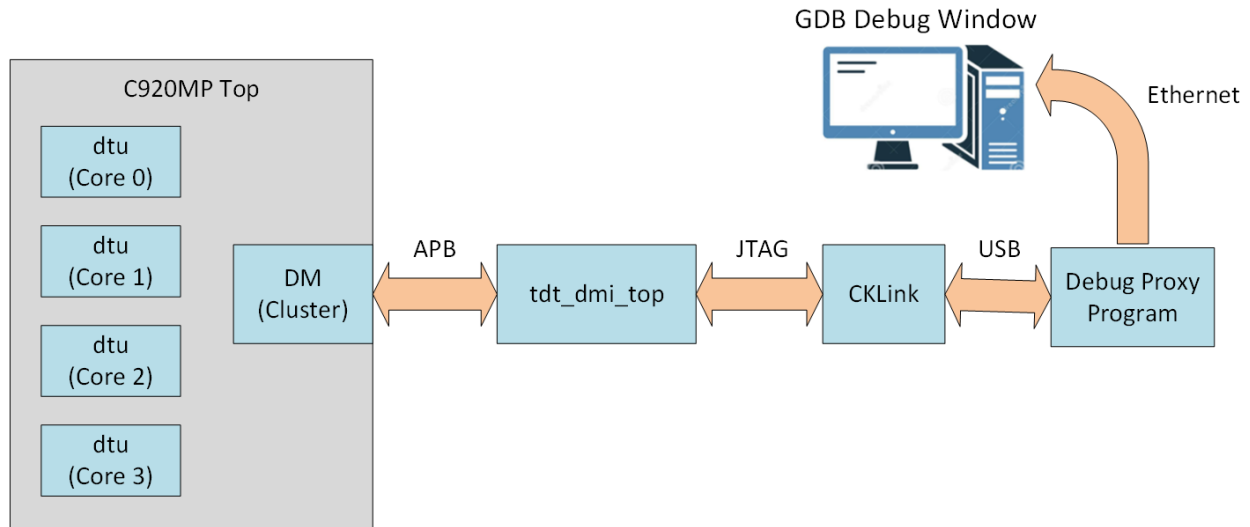 GDB Debug Window
Ethernet
C920MP Top
dtu
(Core 0)
dtu
(Core 1)
dtu
(Core 2)
dtu
(Core 3)
DM
(Cluster)
APB
tdt_dmi_top
JTAG
CKLink
USB
Debug Proxy
Program